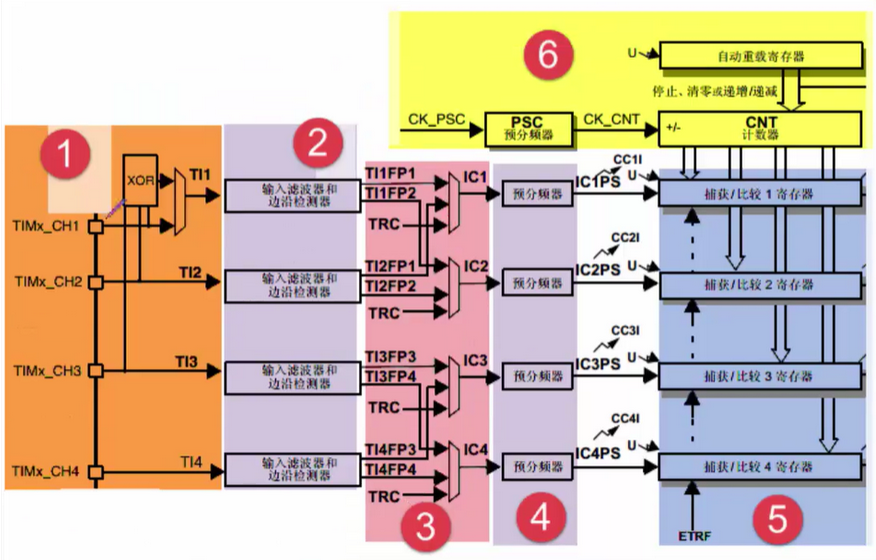 6
U
自动重载寄存器
停止、清零或递增/递减
CK_PSC
PSC
预分频器
CK_CNT
+/-
CNT
计数器
1
2
XOR
TI1
输入滤波器和
边沿检测器
TI1FP1
TI1FP2
TRC
IC1
预分频器
IC1PS
CC1I
U
捕获/比较 1 寄存器
TIMx_CH1
TIMx_CH2
TI2
输入滤波器和
边沿检测器
TI2FP1
TI2FP2
TRC
IC2
预分频器
IC2PS
CC2I
U
捕获/比较 2 寄存器
TIMx_CH3
TI3
输入滤波器和
边沿检测器
TI3FP3
TI3FP4
TRC
IC3
预分频器
IC3PS
CC3I
U
捕获/比较 3 寄存器
TIMx_CH4
TI4
输入滤波器和
边沿检测器
TI4FP3
TI4FP4
TRC
IC4
预分频器
IC4PS
CC4I
U
捕获/比较 4 寄存器
3
4
5
ETRF